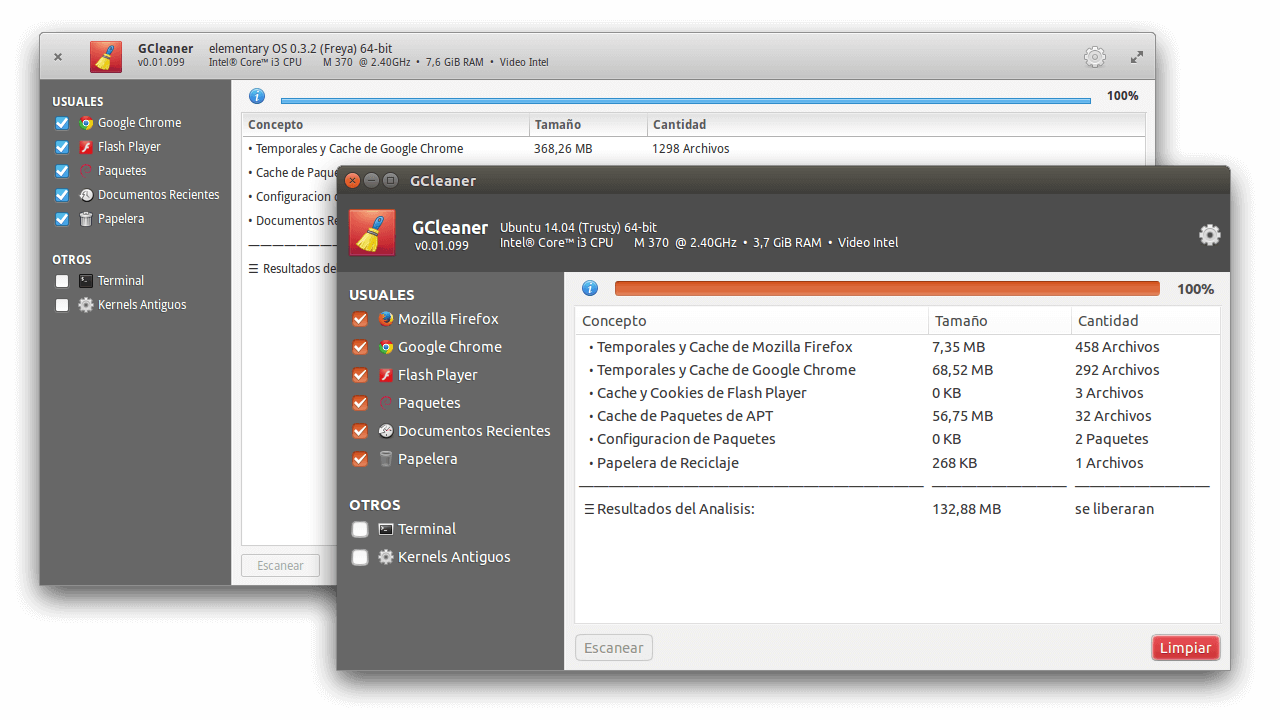 GCleaner elementary OS 0.3.2 (Freya) 64-bit
v0.01.099 Intel® Core™ i3 CPU M 370 @ 2.40GHz • 7,6 GiB RAM • Video Intel
USUALES
Google Chrome
Flash Player
Paquetes
Documentos Recientes
Papelera
OTROS
Terminal
Kernels Antiguos
100%
Concepto Tamaño Cantidad
• Temporales y Cache de Google Chrome 368,26 MB 1298 Archivos
• Cache de
• Configuracion
• Documentos
☰ Resultados
Escanear
GCleaner
GCleaner Ubuntu 14.04 (Trusty) 64-bit
v0.01.099 Intel® Core™ i3 CPU M 370 @ 2.40GHz • 3,7 GiB RAM • Video Intel
USUALES
Mozilla Firefox
Google Chrome
Flash Player
Paquetes
Documentos Recientes
Papelera
OTROS
Terminal
Kernels Antiguos
100%
Concepto Tamaño Cantidad
• Temporales y Cache de Mozilla Firefox 7,35 MB 458 Archivos
• Temporales y Cache de Google Chrome 68,52 MB 292 Archivos
• Cache y Cookies de Flash Player 0 KB 3 Archivos
• Cache de Paquetes de APT 56,75 MB 32 Archivos
• Configuracion de Paquetes 0 KB 2 Paquetes
• Papelera de Reciclaje 268 KB 1 Archivos
☰ Resultados del Analisis: 132,88 MB se liberaran
Escanear
Limpiar